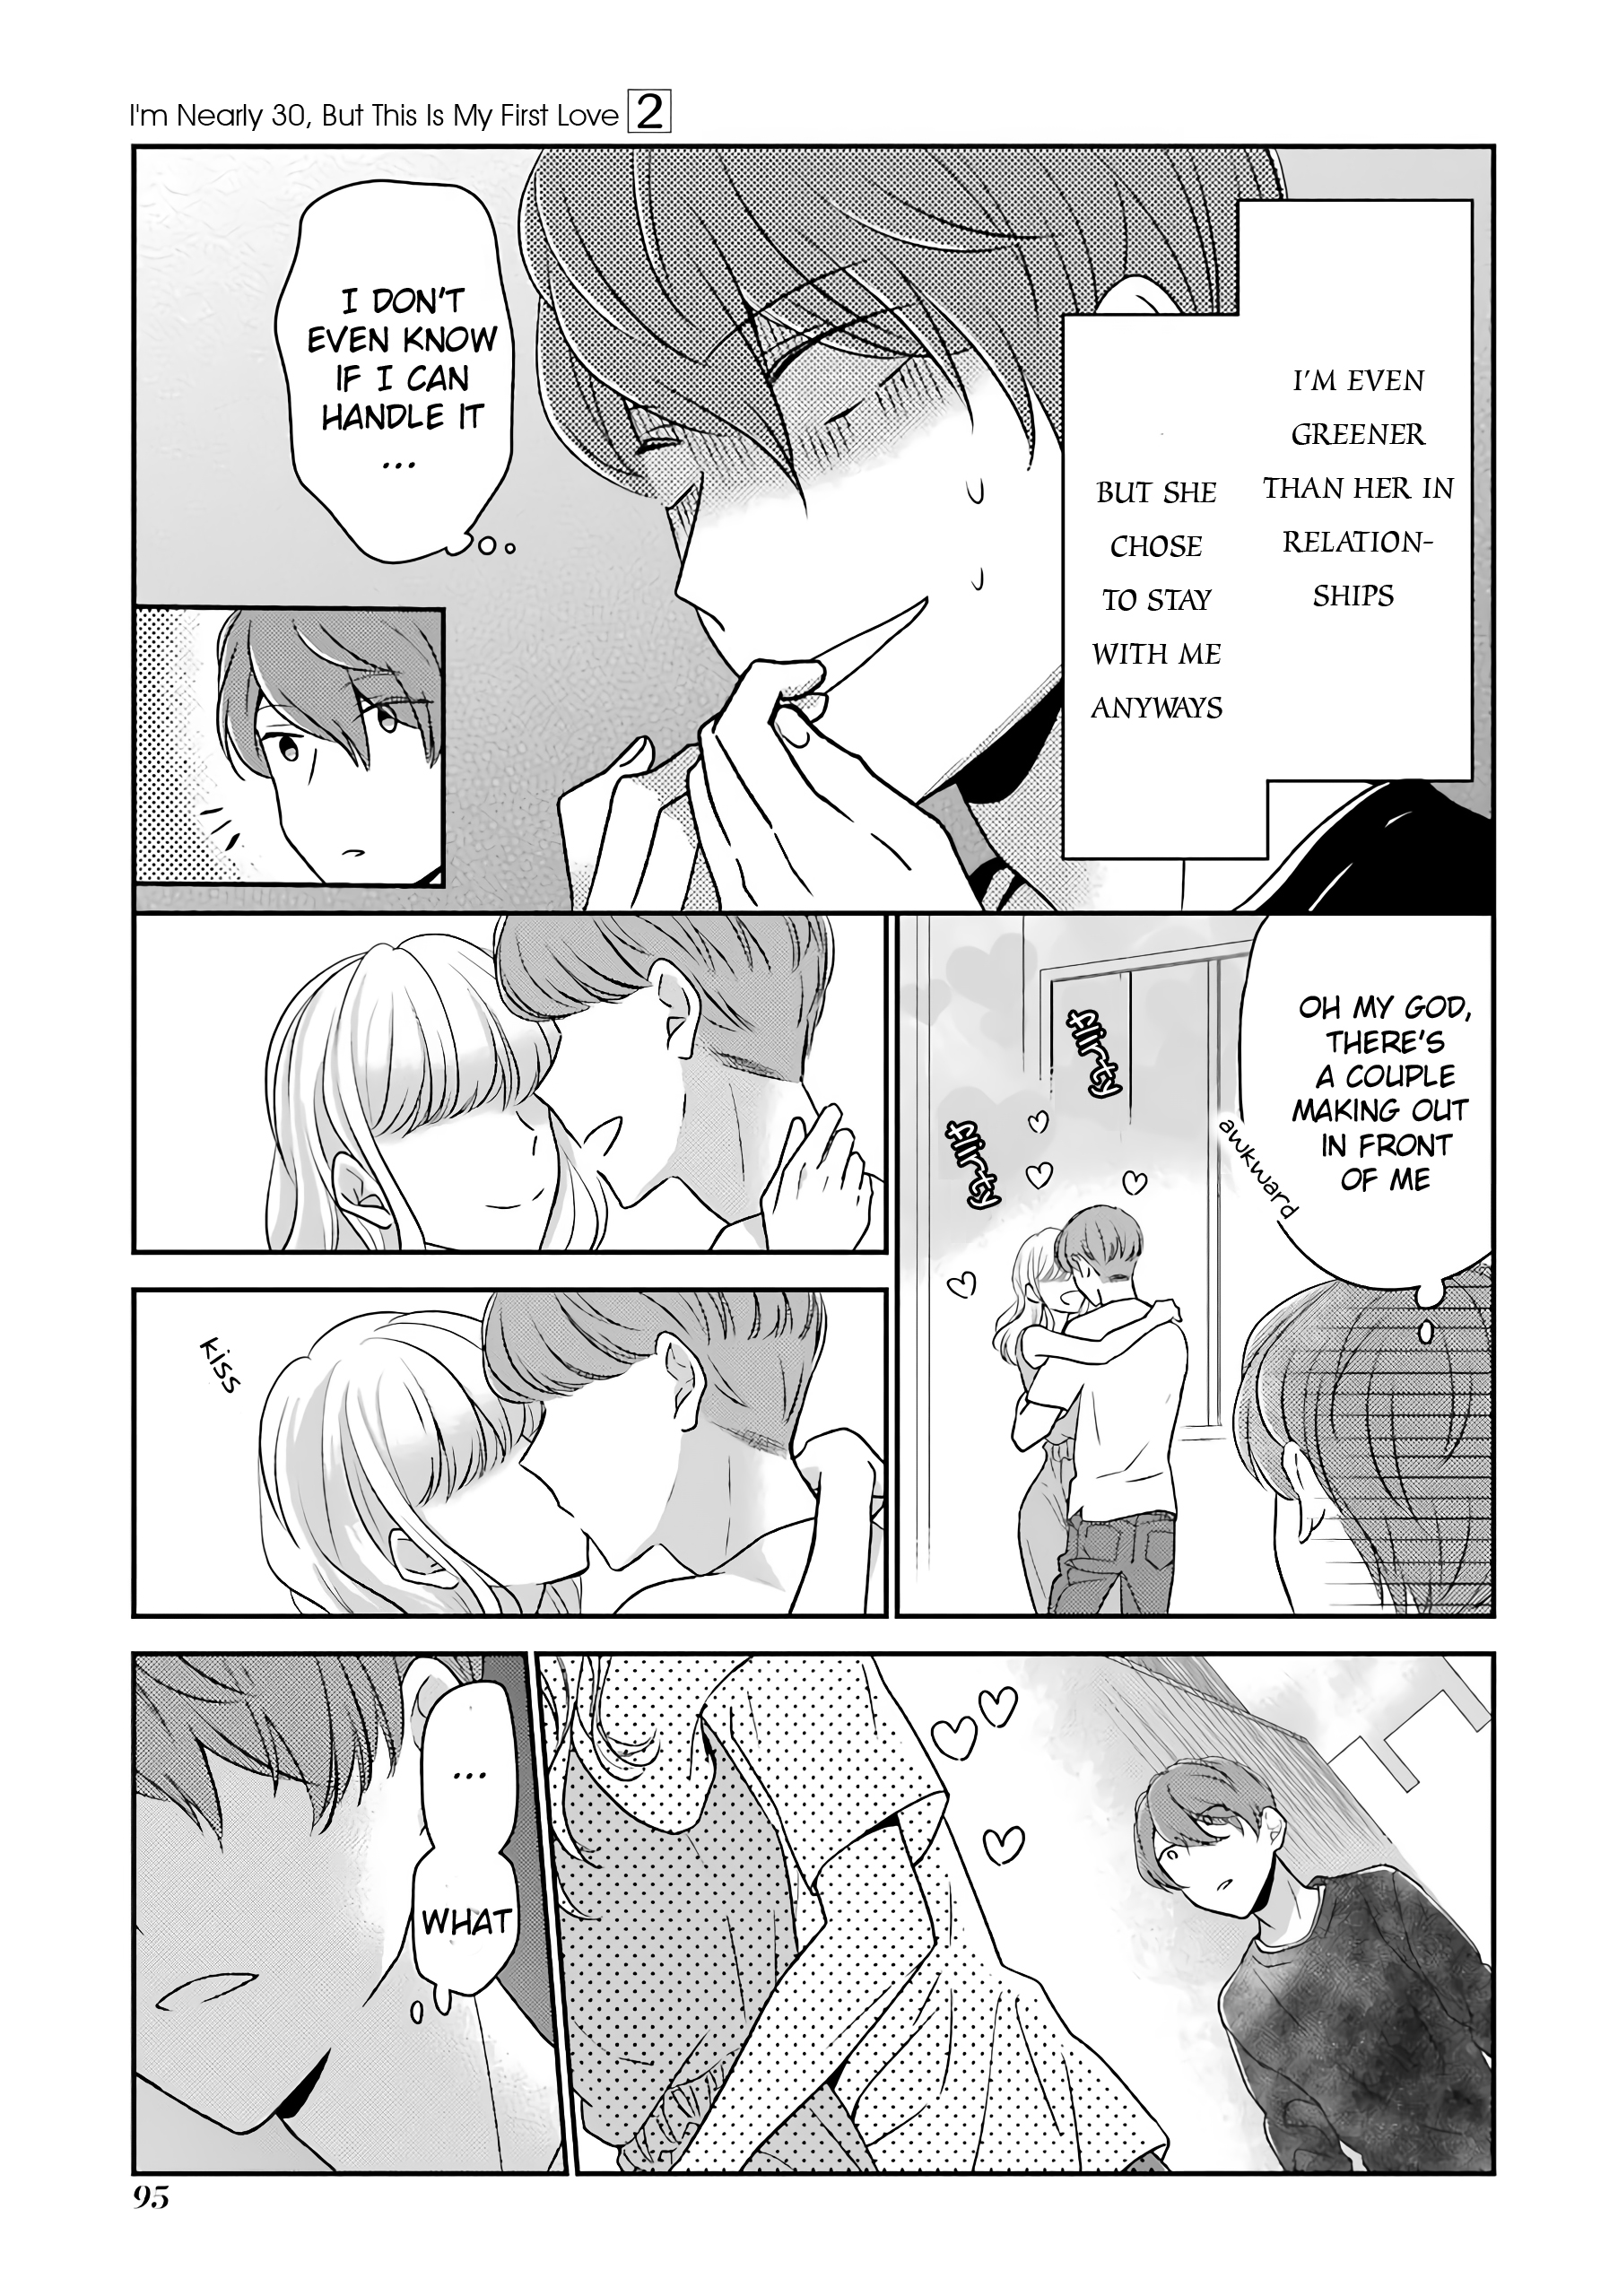 I'm Nearly 30, But This Is My First Love 2
I'M EVEN
GREENER
THAN HER IN
RELATION-
SHIPS
BUT SHE
CHOSE
TO STAY
WITH ME
ANYWAYS
I DON'T
EVEN KNOW
IF I CAN
HANDLE IT
...
OH MY GOD,
THERE'S
A COUPLE
MAKING OUT
IN FRONT
OF ME
awkward
flirty
flirty
kiss
...
WHAT
95